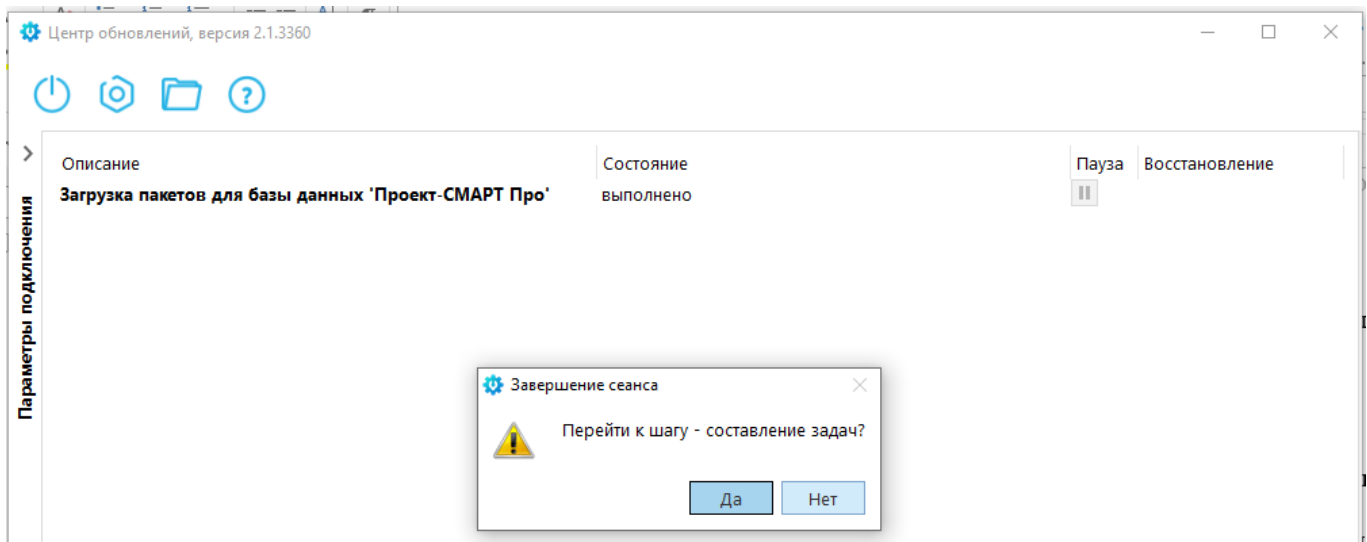 Центр обновлений, версия 2.1.3360
Параметры подключения
Описание Состояние Пауза Восстановление
Загрузка пакетов для базы данных 'Проект-СМАРТ Про' выполнено
Завершение сеанса
Перейти к шагу - составление задач?
Да Нет